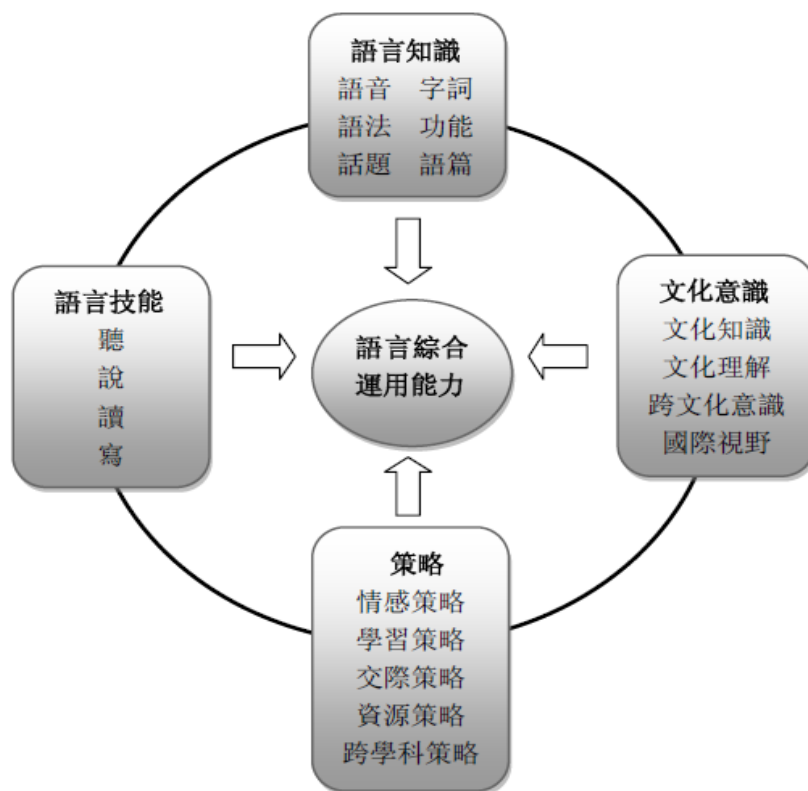 語言知識
語音 字詞
語法 功能
話題 語篇
語言技能
聽
說
讀
寫
語言綜合
運用能力
文化意識
文化知識
文化理解
跨文化意識
國際視野
策略
情感策略
學習策略
交際策略
資源策略
跨學科策略